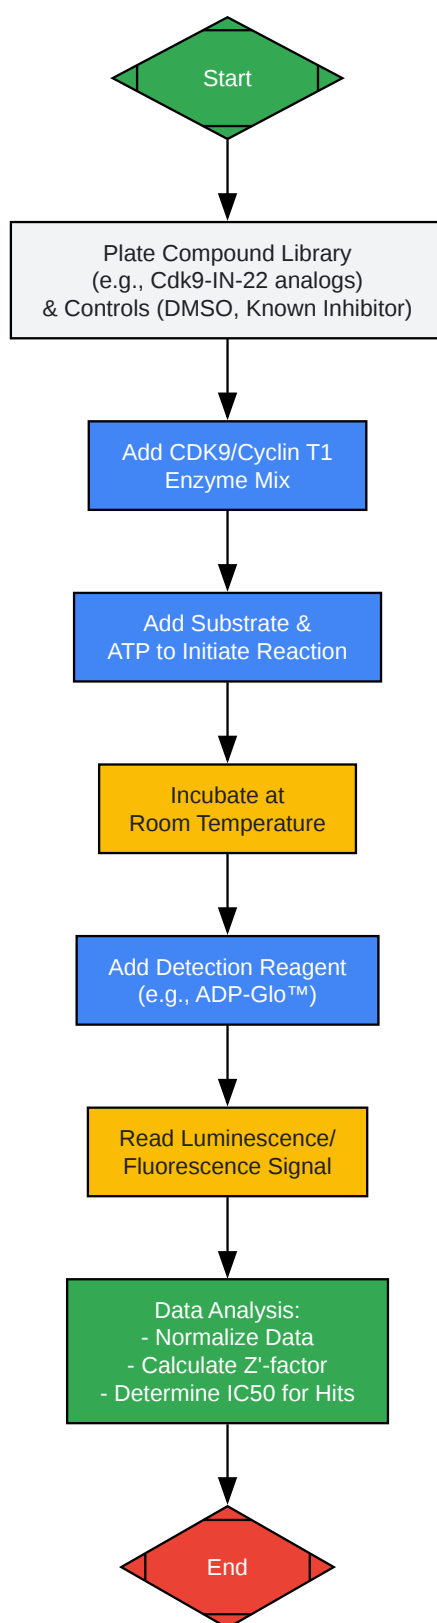 Start
Plate Compound Library
(e.g., Cdk9-IN-22 analogs)
& Controls (DMSO, Known Inhibitor)
Add CDK9/Cyclin T1
Enzyme Mix
Add Substrate &
ATP to Initiate Reaction
Incubate at
Room Temperature
Add Detection Reagent
(e.g., ADP-Glo™)
Read Luminescence/
Fluorescence Signal
Data Analysis:
- Normalize Data
- Calculate Z'-factor
- Determine IC50 for Hits
End